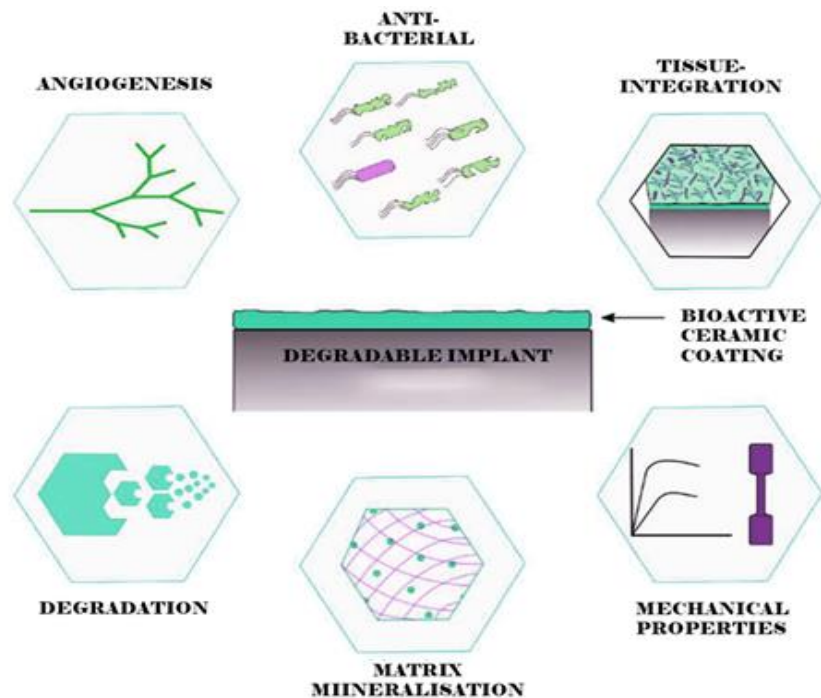 ANTI-
BACTERIAL
ANGIOGENESIS
TISSUE-
INTEGRATION
BIOACTIVE
CERAMIC
COATING
DEGRADABLE IMPLANT
DEGRADATION
MATRIX
MIINERALISATION
MECHANICAL
PROPERTIES